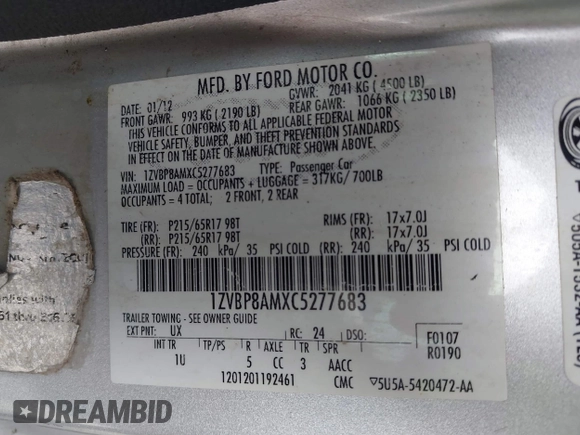 MFD. BY FORD MOTOR CO.
DATE: 01/12 GVWR: 2041 KG ( 4500 LB)
FRONT GAWR: 993 KG ( 2190 LB) REAR GAWR: 1066 KG ( 2350 LB)
THIS VEHICLE CONFORMS TO ALL APPLICABLE FEDERAL MOTOR
VEHICLE SAFETY, BUMPER, AND THEFT PREVENTION STANDARDS
IN EFFECT ON THE DATE OF MANUFACTURE SHOWN ABOVE.
VIN: 1ZVBP8AMXC5277683 TYPE: Passenger Car
MAXIMUM LOAD = OCCUPANTS + LUGGAGE = 317KG/ 700LB
OCCUPANTS = 4 TOTAL; 2 FRONT, 2 REAR
TIRE (FR): P215/65R17 98T RIMS (FR): 17x7.0J
(RR): P215/65R17 98T (RR): 17x7.0J
PRESSURE (FR): 240 kPa/ 35 PSI COLD (RR): 240 kPa/ 35 PSI COLD
1ZVBP8AMXC5277683
TRAILER TOWING - SEE OWNER GUIDE
EXT PNT: UX RC: 24 DSO: F0107
R0190
INT TR TP/PS R AXLE TR SPR
1U 5 CC 3 AACC
1201201192461 CMC ▽5U5A-5420472-AA
with
DREAMBID